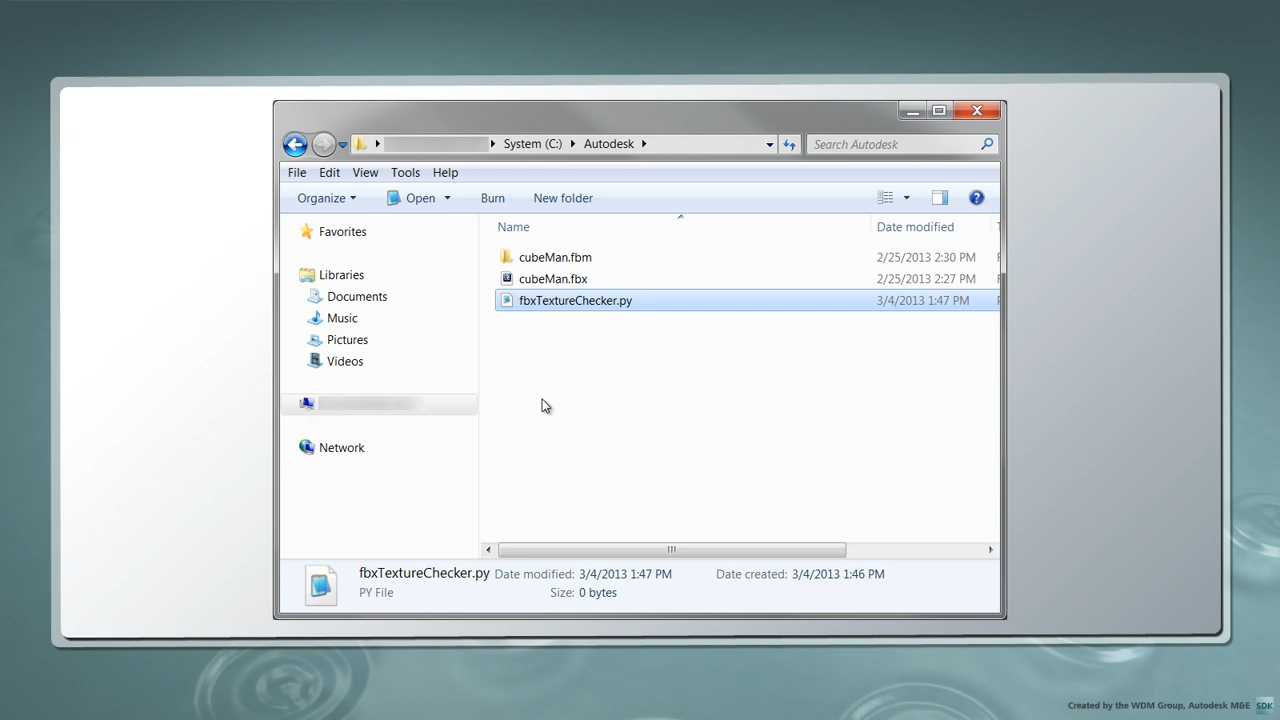 System (C:) Autodesk
Search Autodesk
File Edit View Tools Help
Organize Open Burn New folder
Favorites
Libraries
Documents
Music
Pictures
Videos
Network
Name Date modified
cubeMan.fbm 2/25/2013 2:30 PM
cubeMan.fbx 2/25/2013 2:27 PM
fbxTextureChecker.py 3/4/2013 1:47 PM
fbxTextureChecker.py Date modified: 3/4/2013 1:47 PM Date created: 3/4/2013 1:46 PM
PY File Size: 0 bytes
Created by the WDM Group, Autodesk M&E SDK